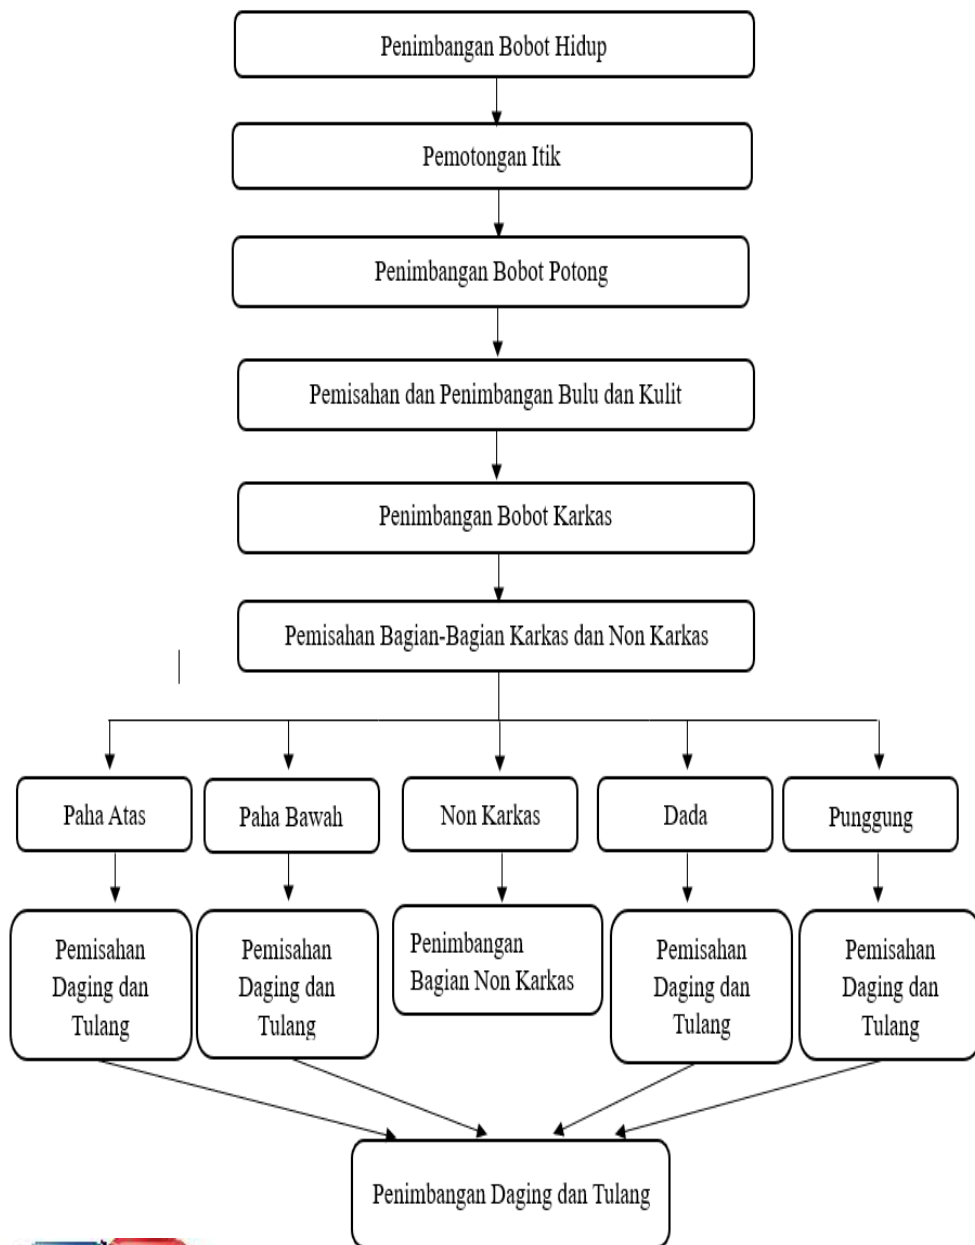 Penimbangan Bobot Hidup
Pemotongan Itik
Penimbangan Bobot Potong
Pemisahan dan Penimbangan Bulu dan Kulit
Penimbangan Bobot Karkas
Pemisahan Bagian-Bagian Karkas dan Non Karkas
Paha Atas
Paha Bawah
Non Karkas
Dada
Punggung
Pemisahan
Daging dan
Tulang
Pemisahan
Daging dan
Tulang
Penimbangan
Bagian Non Karkas
Pemisahan
Daging dan
Tulang
Pemisahan
Daging dan
Tulang
Penimbangan Daging dan Tulang